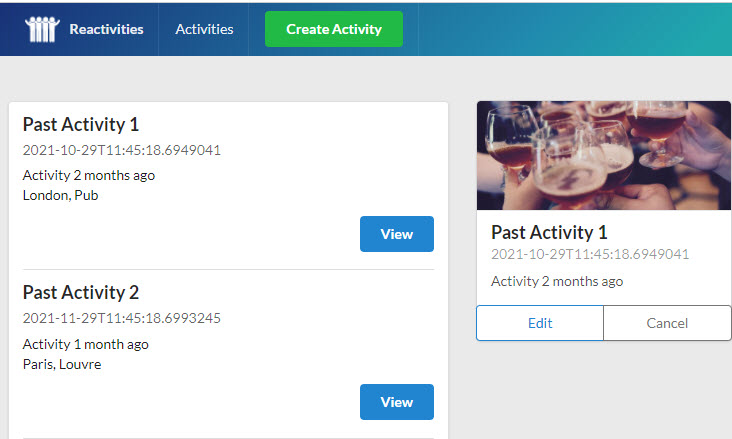 Reactivities
Activities
Create Activity
Past Activity 1
2021-10-29T11:45:18.6949041
Activity 2 months ago
London, Pub
View
Past Activity 2
2021-11-29T11:45:18.6993245
Activity 1 month ago
Paris, Louvre
View
Past Activity 1
2021-10-29T11:45:18.6949041
Activity 2 months ago
Edit
Cancel